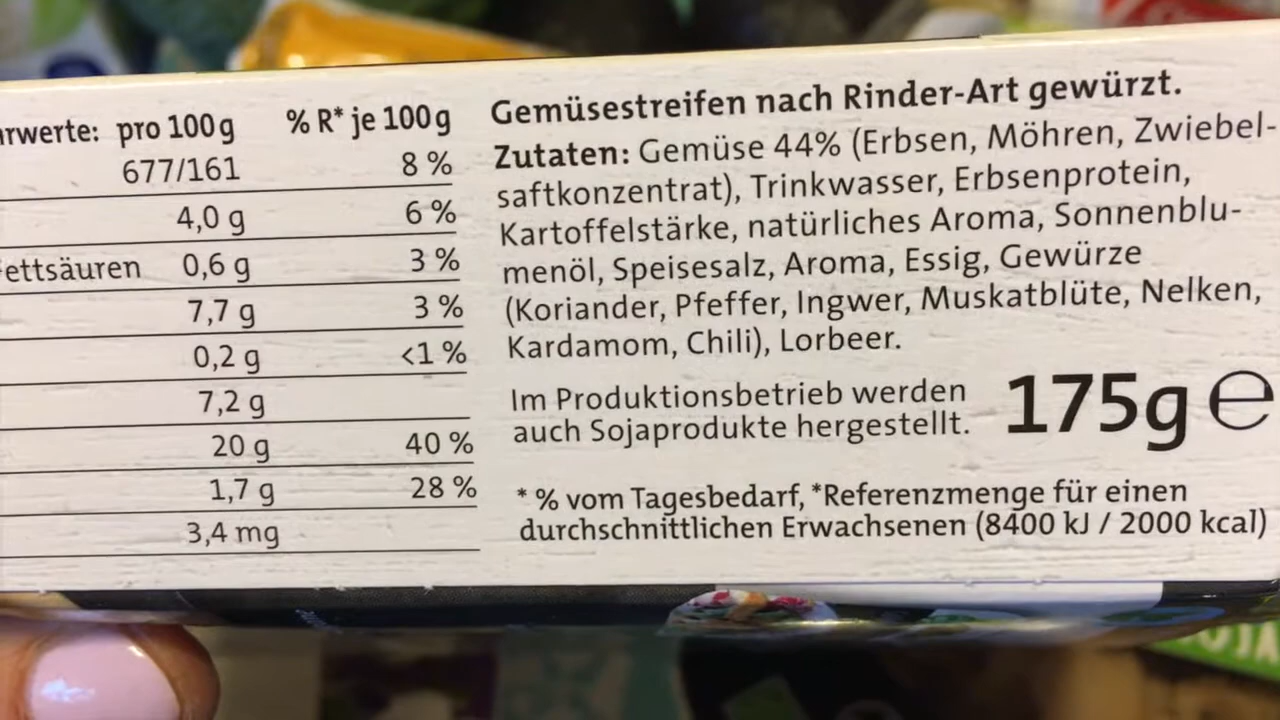 rwerte: pro 100g % R* je 100g
677/161 8 %
4,0 g 6 %
ettsäuren 0,6 g 3 %
7,7 g 3 %
0,2 g <1 %
7,2 g
20 g 40 %
1,7 g 28 %
3,4 mg
Gemüsestreifen nach Rinder-Art gewürzt.
Zutaten: Gemüse 44% (Erbsen, Möhren, Zwiebel-
saftkonzentrat), Trinkwasser, Erbsenprotein,
Kartoffelstärke, natürliches Aroma, Sonnenblu-
menöl, Speisesalz, Aroma, Essig, Gewürze
(Koriander, Pfeffer, Ingwer, Muskatblüte, Nelken,
Kardamom, Chili), Lorbeer.
Im Produktionsbetrieb werden
auch Sojaprodukte hergestellt.
175g e
* % vom Tagesbedarf, *Referenzmenge für einen
durchschnittlichen Erwachsenen (8400 kJ / 2000 kcal)